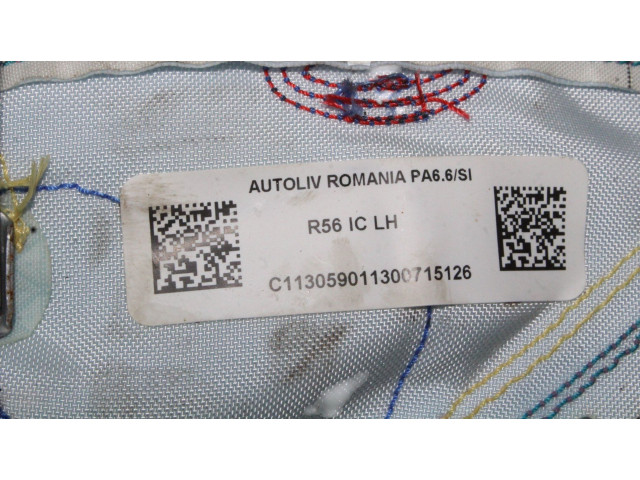 AUTOLIV ROMANIA PA6.6/SI
R56 IC LH
C113059011300715126